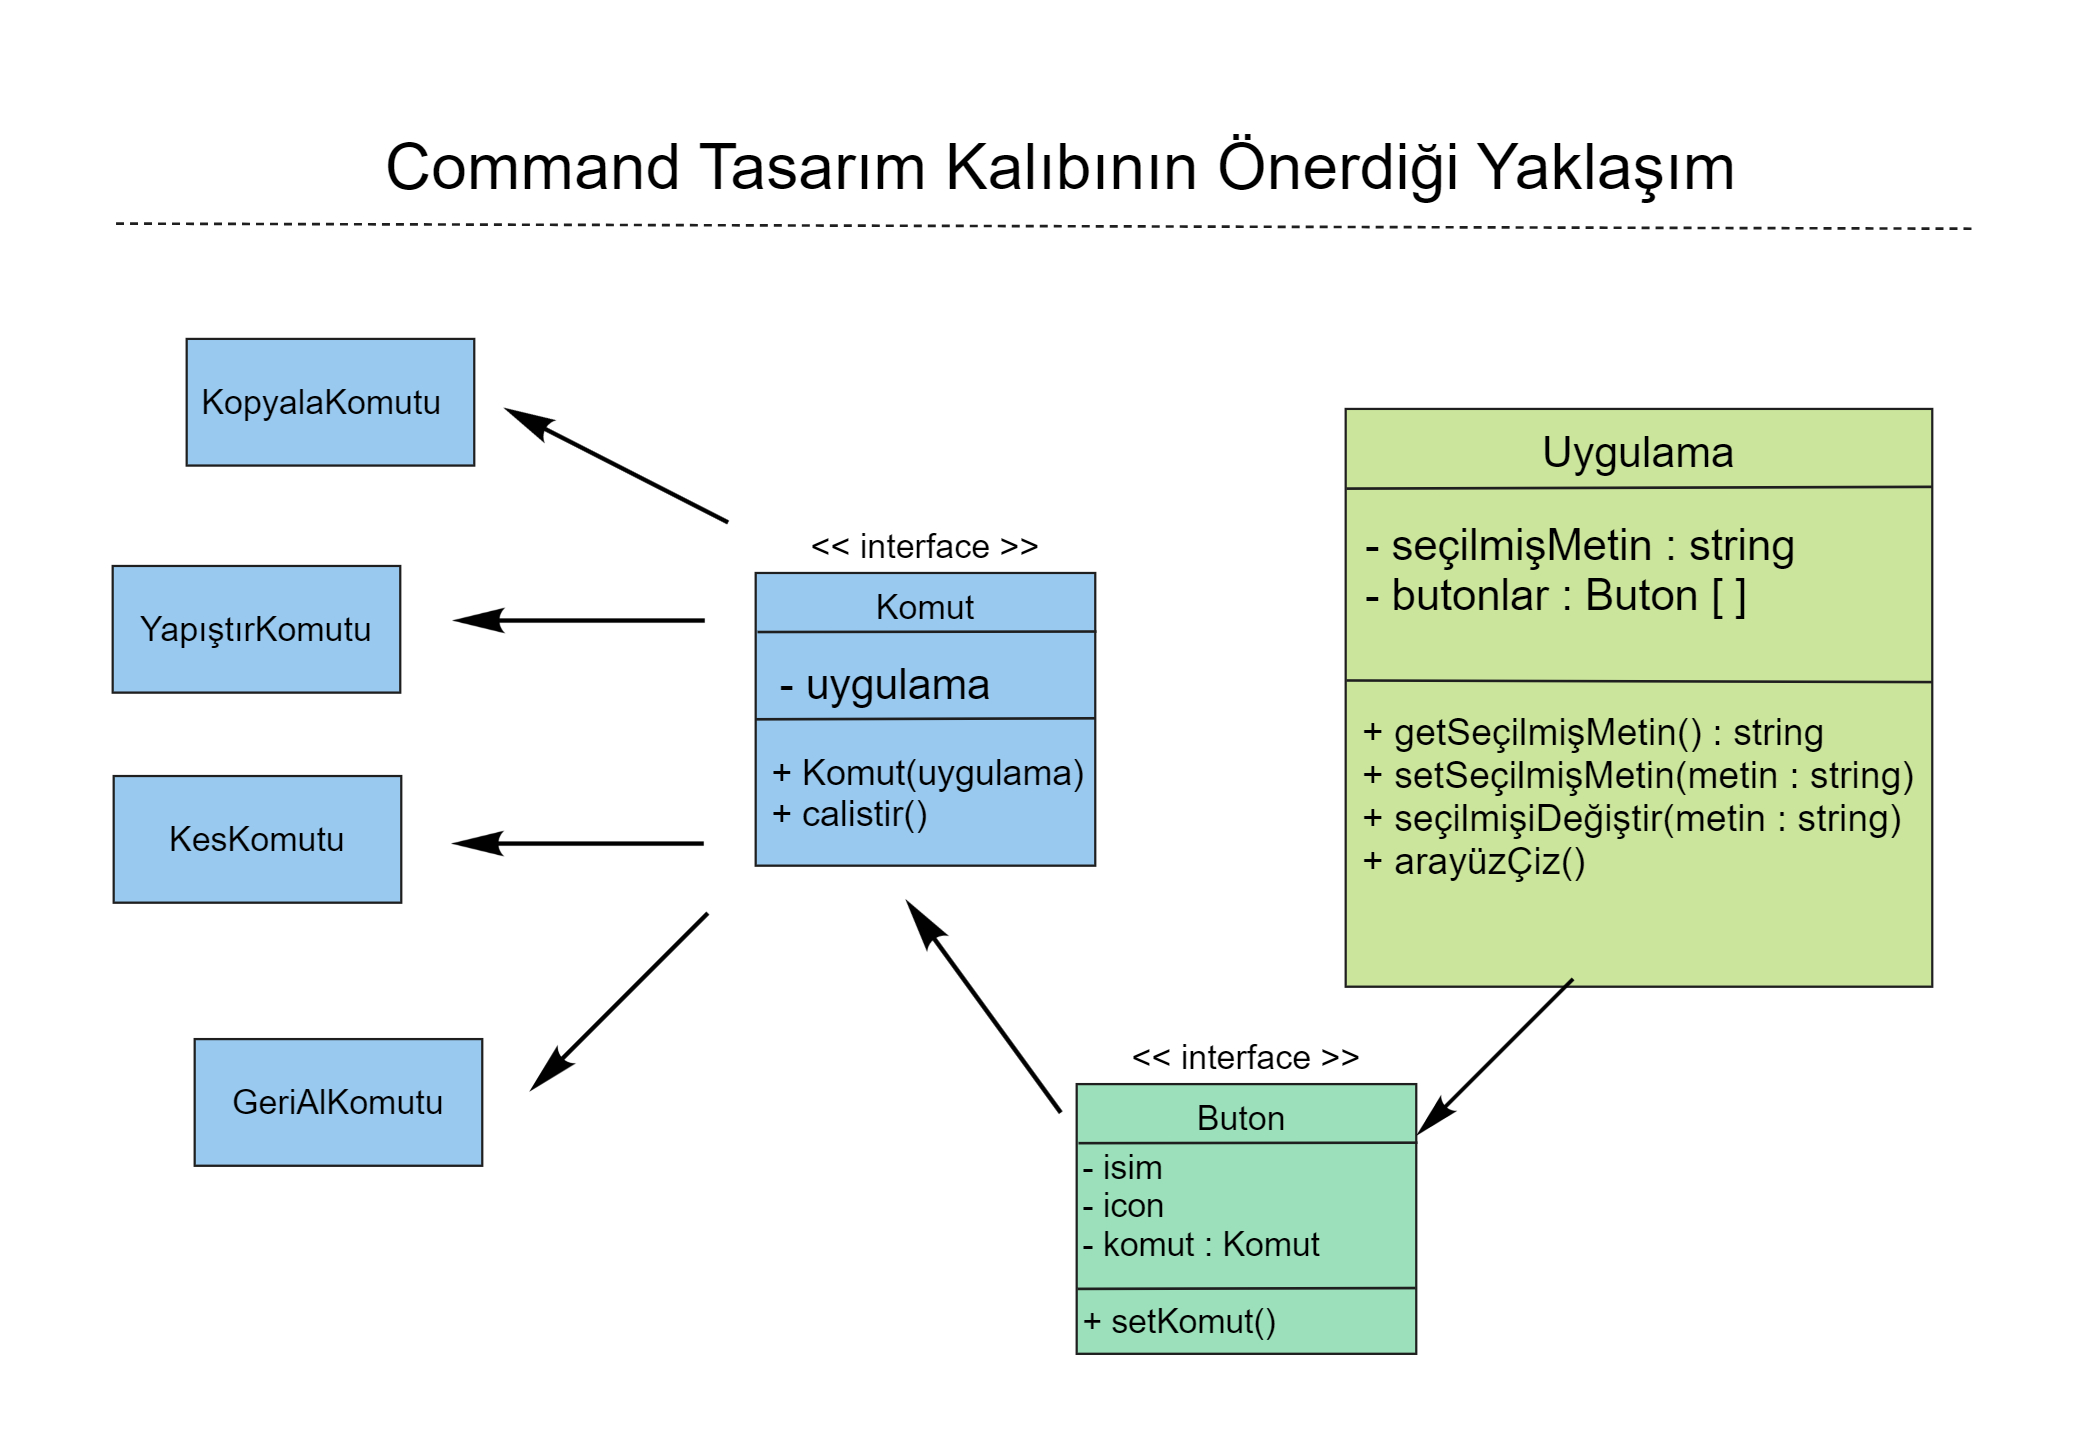 Command Tasarım Kalıbının Önerdiği Yaklaşım
KopyalaKomutu
YapıştırKomutu
KesKomutu
GeriAlKomutu
<< interface >>
Komut
- uygulama
+ Komut(uygulama)
+ calistir()
Uygulama
- seçilmişMetin : string
- butonlar : Buton [ ]
+ getSeçilmişMetin() : string
+ setSeçilmişMetin(metin : string)
+ seçilmişiDeğiştir(metin : string)
+ arayüzÇiz()
<< interface >>
Buton
- isim
- icon
- komut : Komut
+ setKomut()